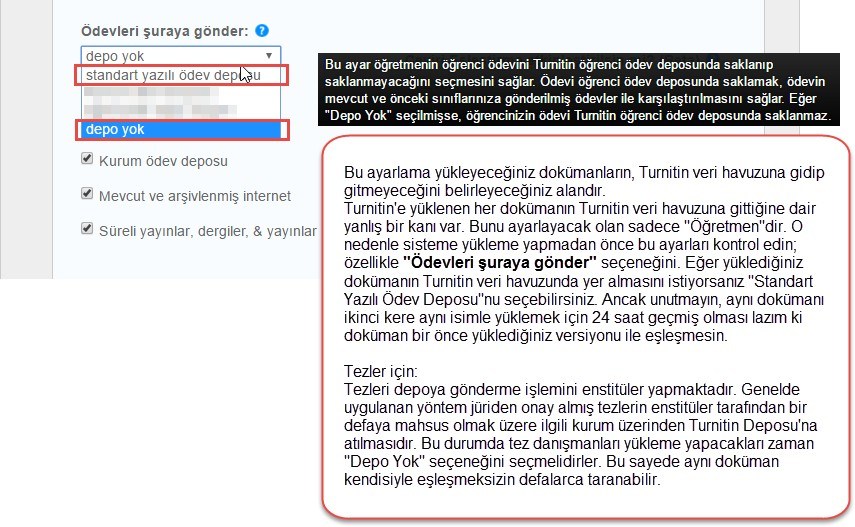 Ödevleri şuraya gönder:
depo yok
standart yazılı ödev deposu
depo yok
Kurum ödev deposu
Mevcut ve arşivlenmiş internet
Süreli yayınlar, dergiler, & yayınlar
Bu ayar öğretmenin öğrenci ödevini Turnitin öğrenci ödev deposunda saklanıp
saklanmayacağını seçmesini sağlar. Ödevi öğrenci ödev deposunda saklamak, ödevin
mevcut ve önceki sınıflarınıza gönderilmiş ödevler ile karşılaştırılmasını sağlar. Eğer
"Depo Yok" seçilmişse, öğrencinizin ödevi Turnitin öğrenci ödev deposunda saklanmaz.
Bu ayarlama yükleyeceğiniz dokümanların, Turnitin veri havuzuna gidip
gitmeyeceğini belirleyeceğiniz alandır.
Turnitin'e yüklenen her dokümanın Turnitin veri havuzuna gittiğine dair
yanlış bir kanı var. Bunu ayarlayacak olan sadece "Öğretmen"dir. O
nedenle sisteme yükleme yapmadan önce bu ayarları kontrol edin;
özellikle "Ödevleri şuraya gönder" seçeneğini. Eğer yüklediğiniz
dokümanın Turnitin veri havuzunda yer almasını istiyorsanız "Standart
Yazılı Ödev Deposu"nu seçebilirsiniz. Ancak unutmayın, aynı dokümanı
ikinci kere aynı isimle yüklemek için 24 saat geçmiş olması lazım ki
doküman bir önce yüklediğiniz versiyonu ile eşleşmesin.
Tezler için:
Tezleri depoya gönderme işlemini enstitüler yapmaktadır. Genelde
uygulanan yöntem jüriden onay almış tezlerin enstitüler tarafından bir
defaya mahsus olmak üzere ilgili kurum üzerinden Turnitin Deposu'na
atılmasıdır. Bu durumda tez danışmanları yükleme yapacakları zaman
"Depo Yok" seçeneğini seçmelidirler. Bu sayede aynı doküman
kendisiyle eşleşmeksizin defalarca taranabilir.